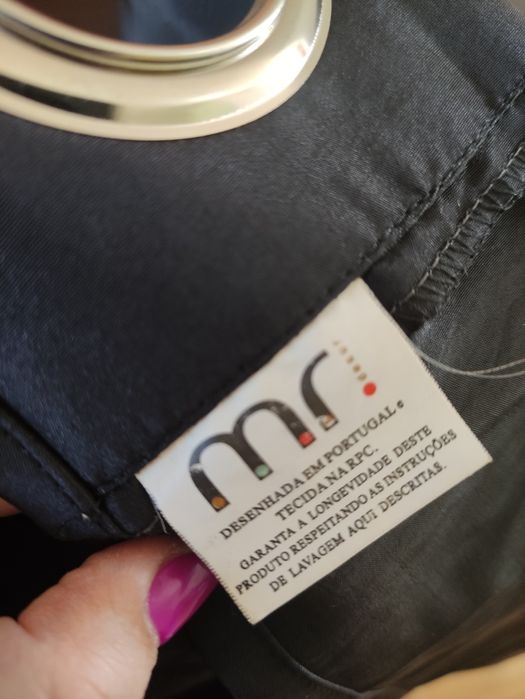 mr.
DESENHADA EM PORTUGAL e
TECIDA NA RPC.
GARANTA A LONGEVIDADE DESTE
PRODUTO RESPEITANDO AS INSTRUÇÕES
DE LAVAGEM AQUI DESCRITAS.